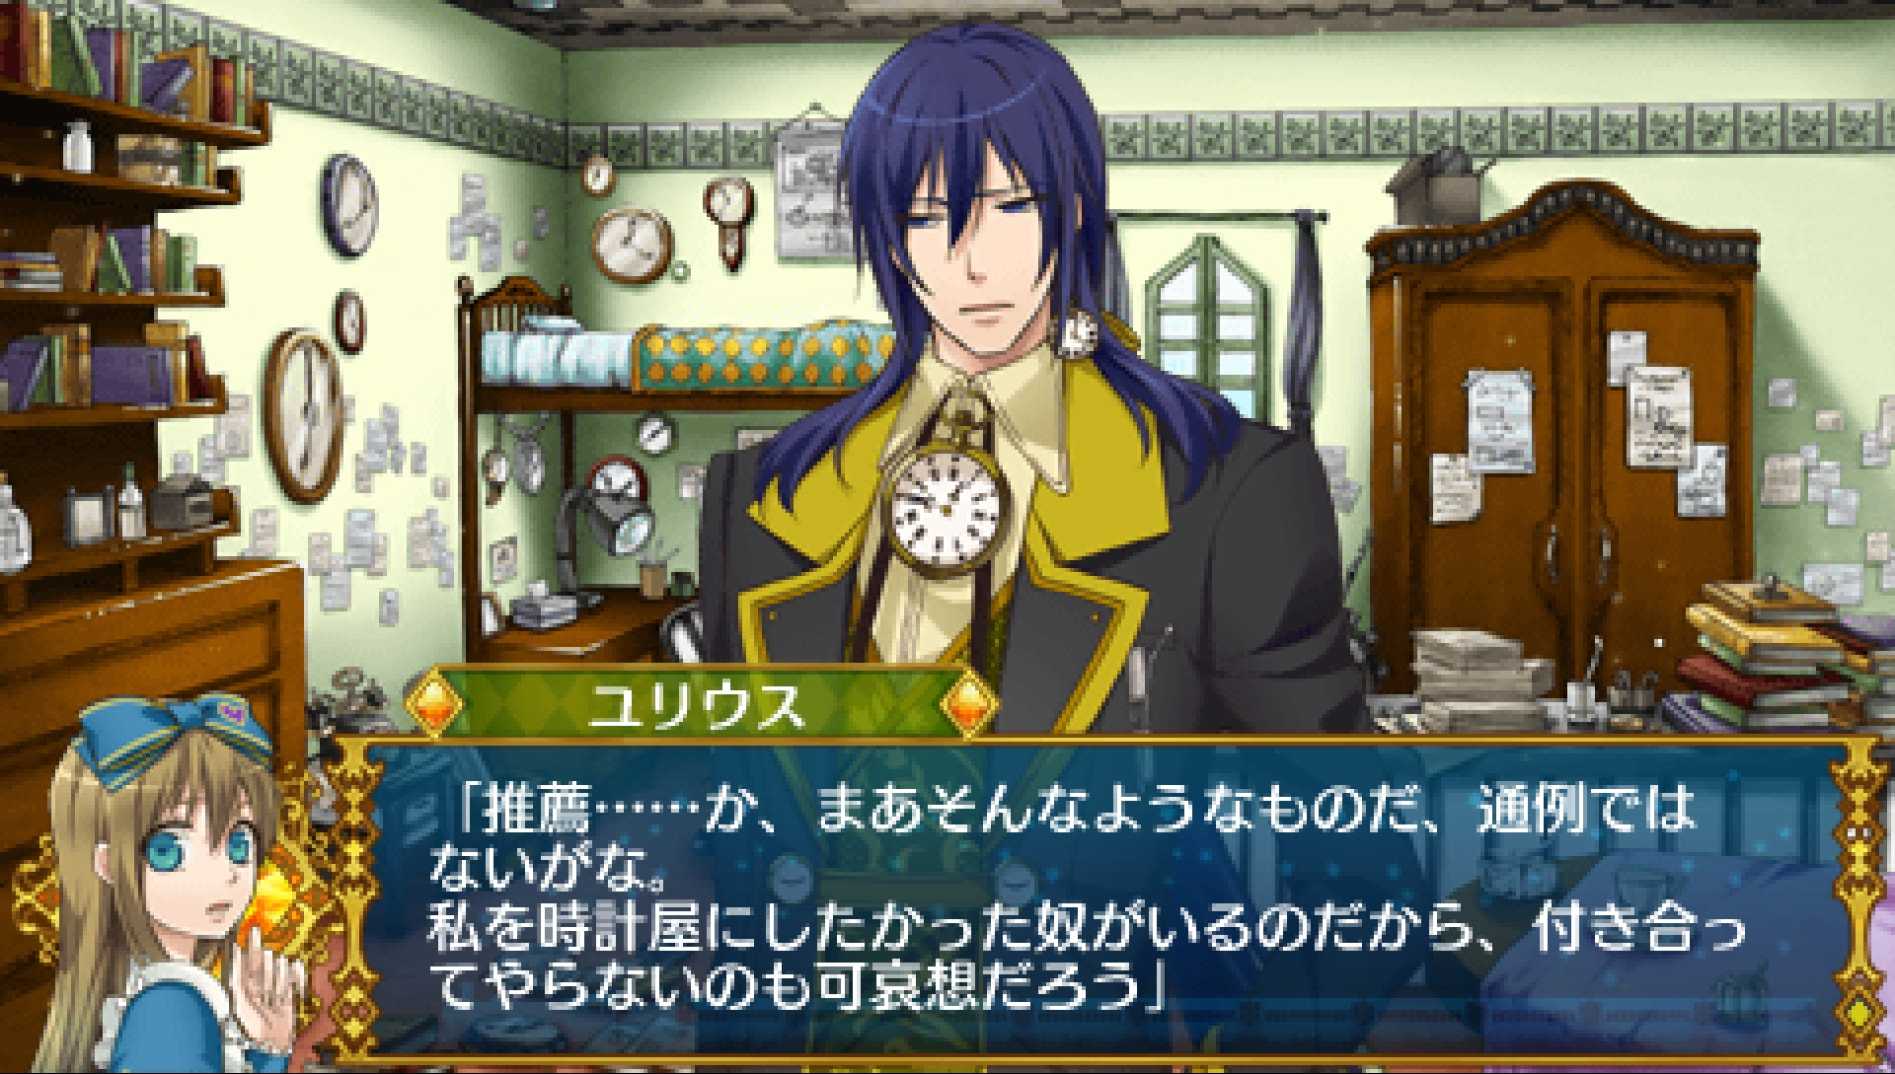 ユリウス
「推薦……か、まあそんなようなものだ、通例では
ないがな。
私を時計屋にしたかった奴がいるのだから、付き合っ
てやらないのも可哀想だろう」